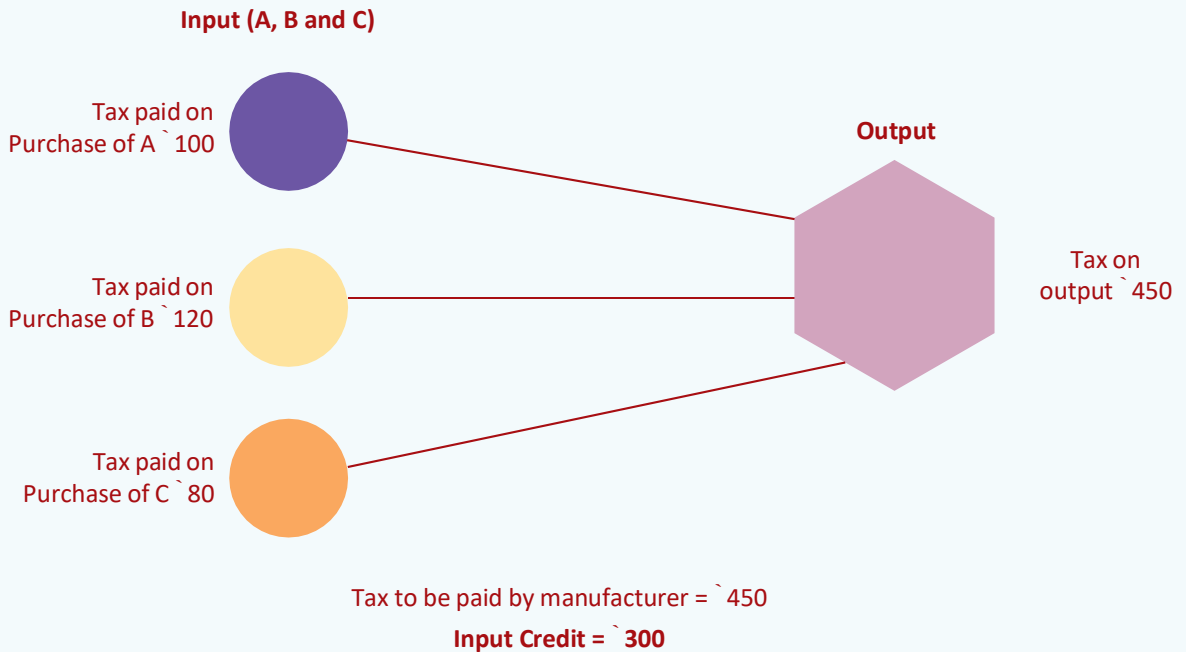 Input (A, B and C)
Tax paid on
Purchase of A ` 100
Output
Tax paid on
Purchase of B ` 120
Tax on
output ` 450
Tax paid on
Purchase of C ` 80
Tax to be paid by manufacturer = ` 450
Input Credit = ` 300